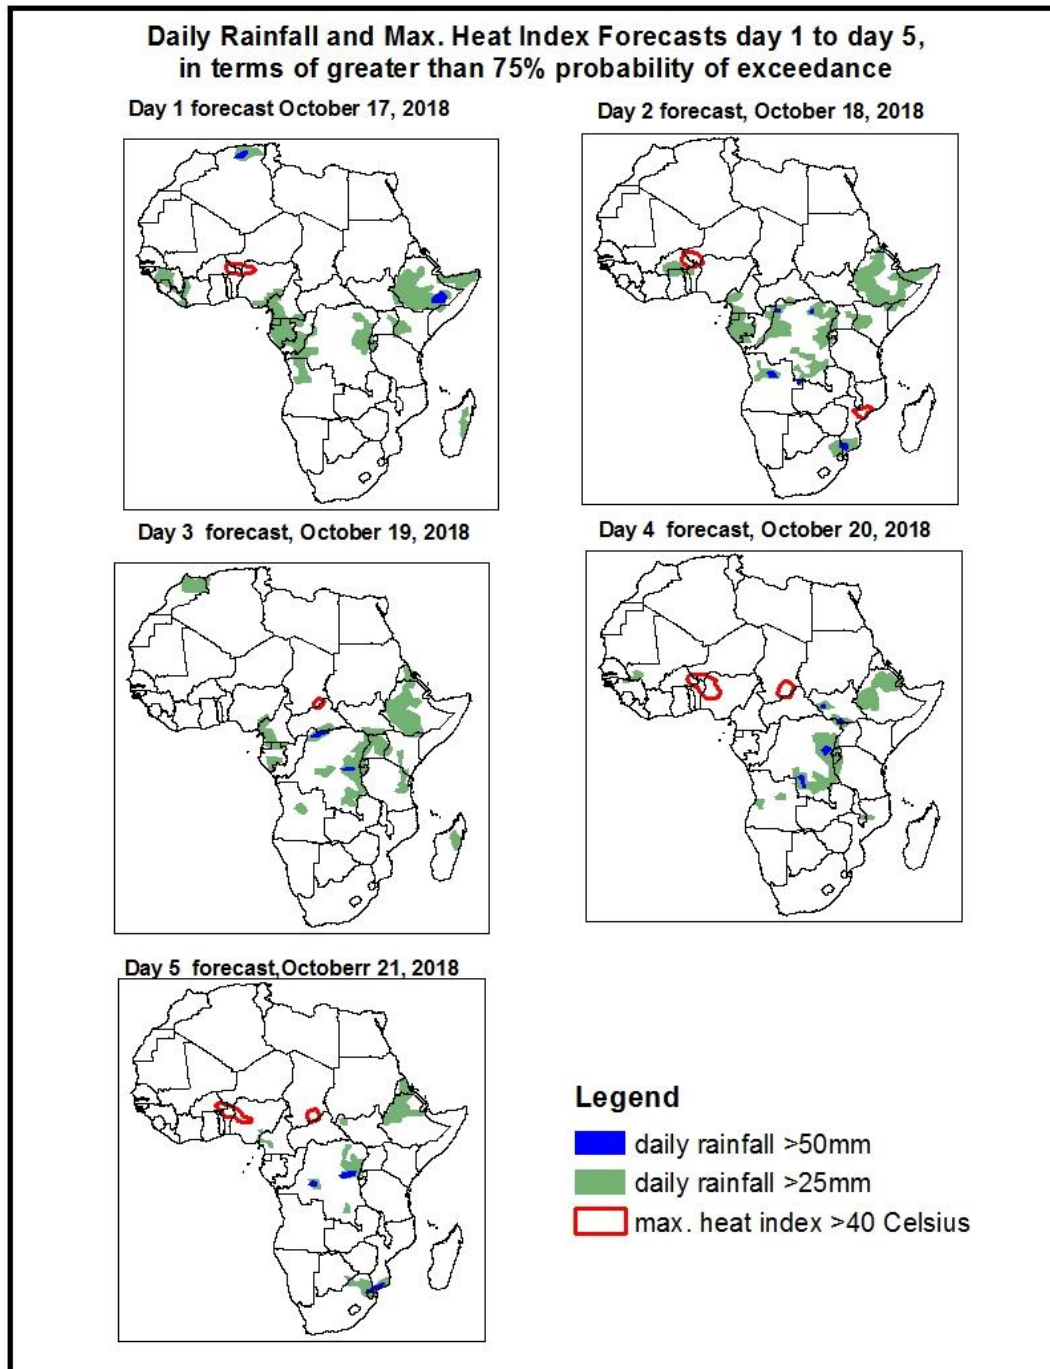 Daily Rainfall and Max. Heat Index Forecasts day 1 to day 5,
in terms of greater than 75% probability of exceedance
Day 1 forecast October 17, 2018
Day 2 forecast, October 18, 2018
Day 3 forecast, October 19, 2018
Day 4 forecast, October 20, 2018
Day 5 forecast,Octoberr 21, 2018
Legend
daily rainfall >50mm
daily rainfall >25mm
max. heat index >40 Celsius